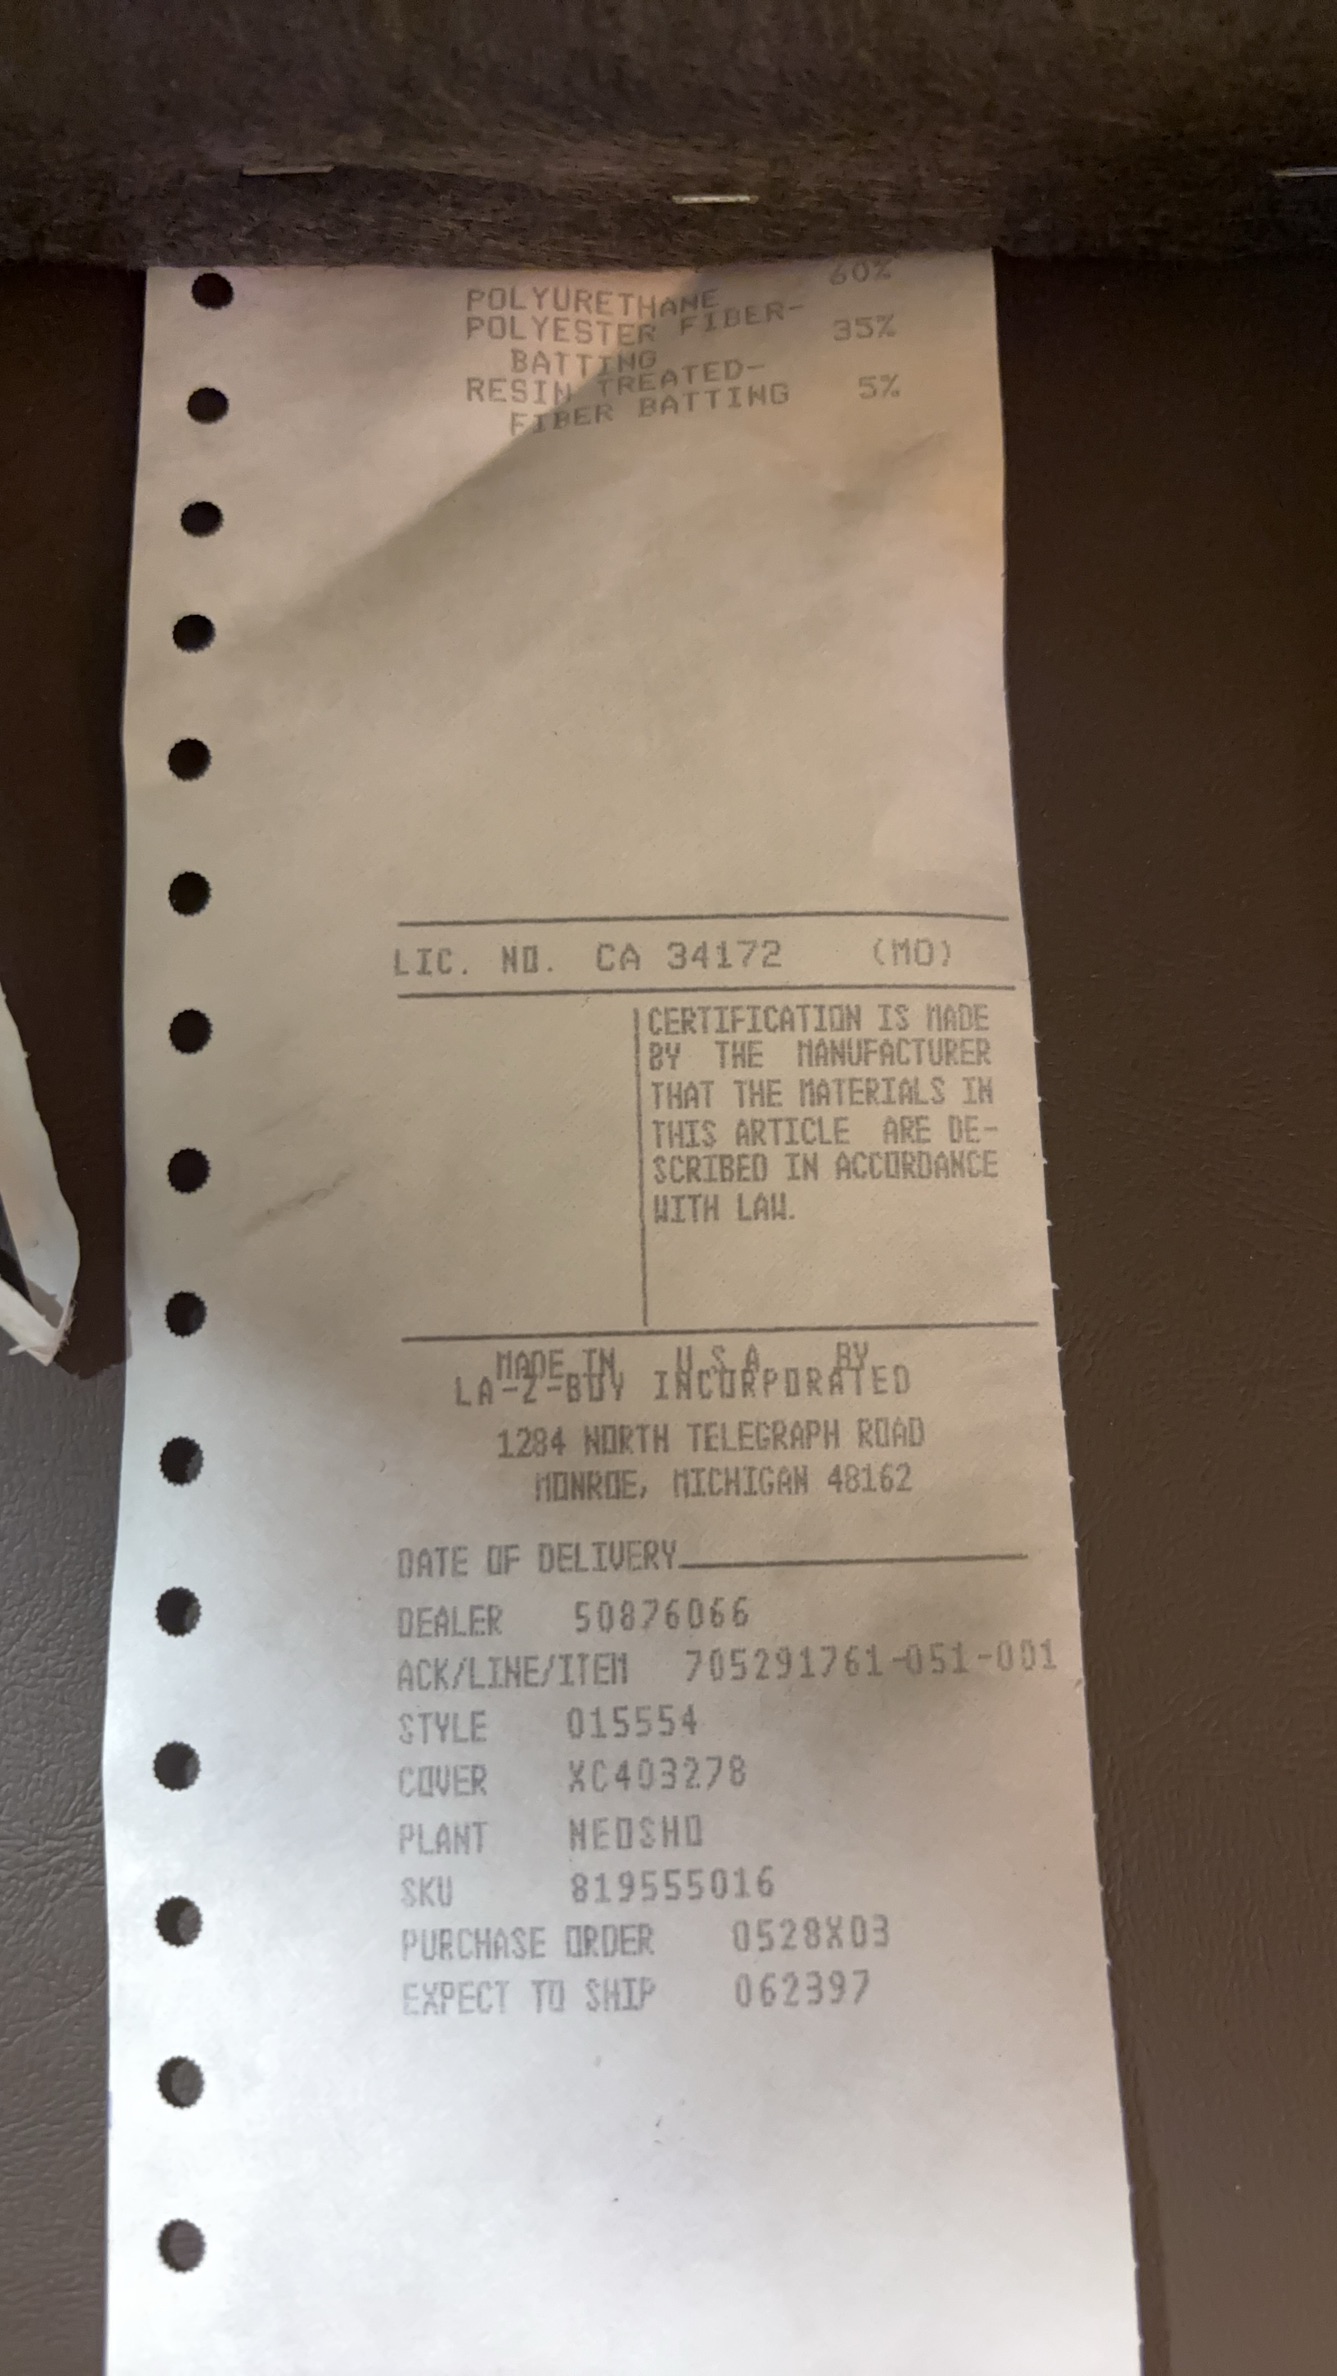 60%
POLYURETHANE
POLYESTER FIBER- 35%
BATTING
RESIN TREATED- 5%
FIBER BATTING
LIC. NO. CA 34172 (MO)
CERTIFICATION IS MADE
BY THE MANUFACTURER
THAT THE MATERIALS IN
THIS ARTICLE ARE DE-
SCRIBED IN ACCORDANCE
WITH LAW.
MADE IN U.S.A. BY
LA-Z-BOY INCORPORATED
1284 NORTH TELEGRAPH ROAD
MONROE, MICHIGAN 48162
DATE OF DELIVERY
DEALER 50876066
ACK/LINE/ITEM 705291761-051-001
STYLE 015554
COVER XC403278
PLANT NEOSHO
SKU 819555016
PURCHASE ORDER 0528X03
EXPECT TO SHIP 062397